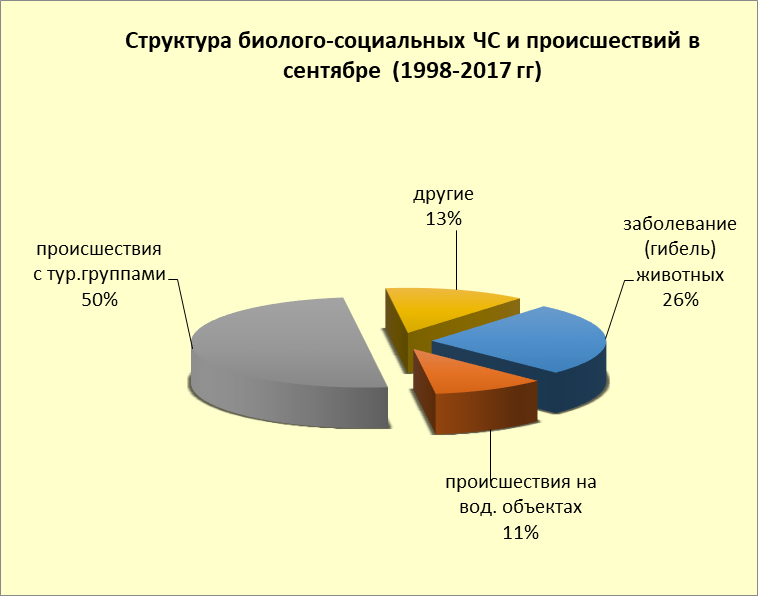 Структура биолого-социальных ЧС и происшествий в
сентябре (1998-2017 гг)
другие
13%
заболевание
(гибель)
животных
26%
происшествия
с тур.группами
50%
происшествия на
вод. объектах
11%